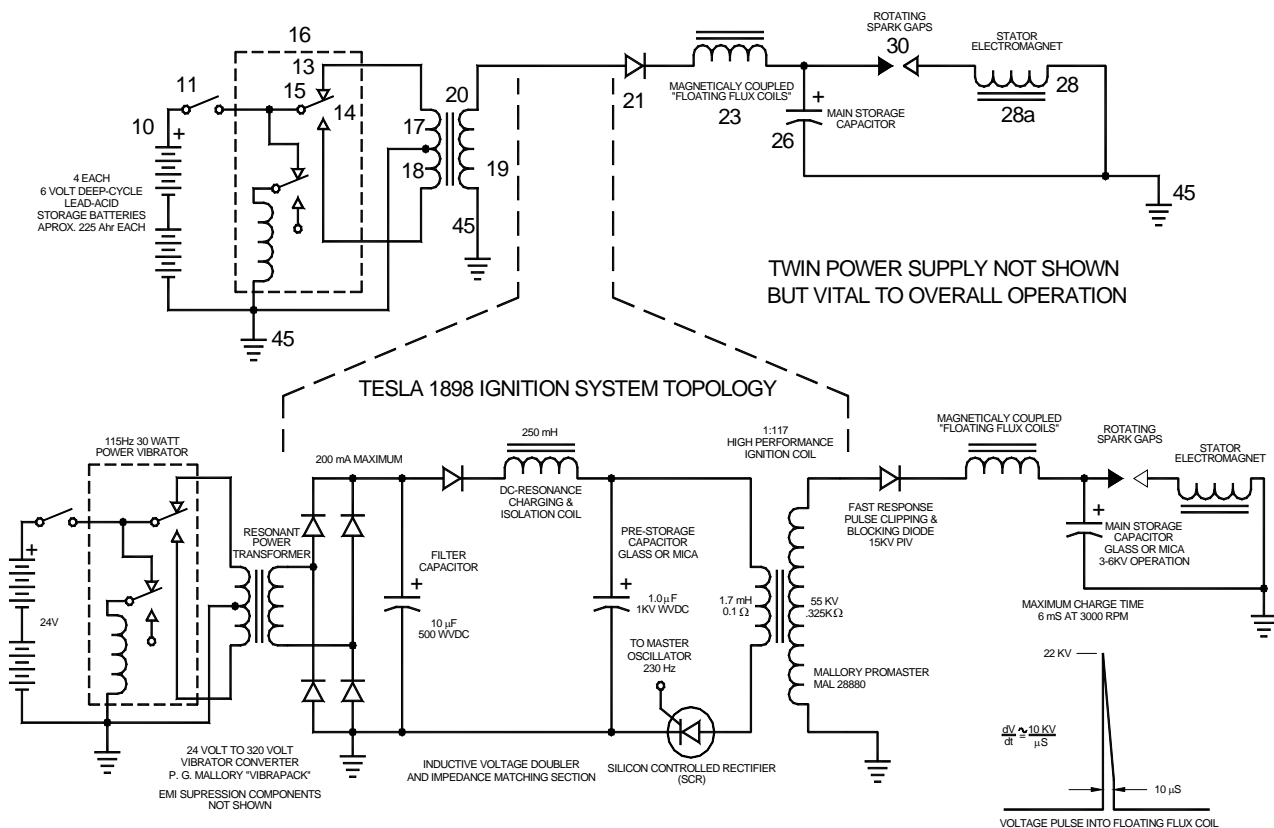 16
13
11
15
14
10
+
17
18
20
19
45
4 EACH
6 VOLT DEEP-CYCLE
LEAD-ACID
STORAGE BATTERIES
APROX. 225 Ahr EACH
45
21
MAGNETICALY COUPLED
"FLOATING FLUX COILS"
23
+
MAIN STORAGE
CAPACITOR
26
ROTATING
SPARK GAPS
30
STATOR
ELECTROMAGNET
28
28a
45
TWIN POWER SUPPLY NOT SHOWN
BUT VITAL TO OVERALL OPERATION
TESLA 1898 IGNITION SYSTEM TOPOLOGY
115Hz 30 WATT
POWER VIBRATOR
+
24V
RESONANT
POWER
TRANSFORMER
200 mA MAXIMUM
FILTER
CAPACITOR
+
10 µF
500 WVDC
250 mH
DC-RESONANCE
CHARGING &
ISOLATION COIL
PRE-STORAGE
CAPACITOR
GLASS OR MICA
+
1.0 µF
1KV WVDC
TO MASTER
OSCILLATOR
230 Hz
1:117
HIGH PERFORMANCE
IGNITION COIL
1.7 mH
0.1 Ω
55 KV
.325KΩ
MALLORY PROMASTER
MAL 28880
FAST RESPONSE
PULSE CLIPPING &
BLOCKING DIODE
15KV PIV
MAGNETICALY COUPLED
"FLOATING FLUX COILS"
ROTATING
SPARK GAPS
STATOR
ELECTROMAGNET
+
MAIN STORAGE
CAPACITOR
GLASS OR MICA
3-6KV OPERATION
MAXIMUM CHARGE TIME
6 mS AT 3000 RPM
24 VOLT TO 320 VOLT
VIBRATOR CONVERTER
P. G. MALLORY "VIBRAPACK"
EMI SUPRESSION COMPONENTS
NOT SHOWN
INDUCTIVE VOLTAGE DOUBLER
AND IMPEDANCE MATCHING SECTION
SILICON CONTROLLED RECTIFIER
(SCR)
22 KV
dV/dt ≈ 10 KV/µS
10 µS
VOLTAGE PULSE INTO FLOATING FLUX COIL